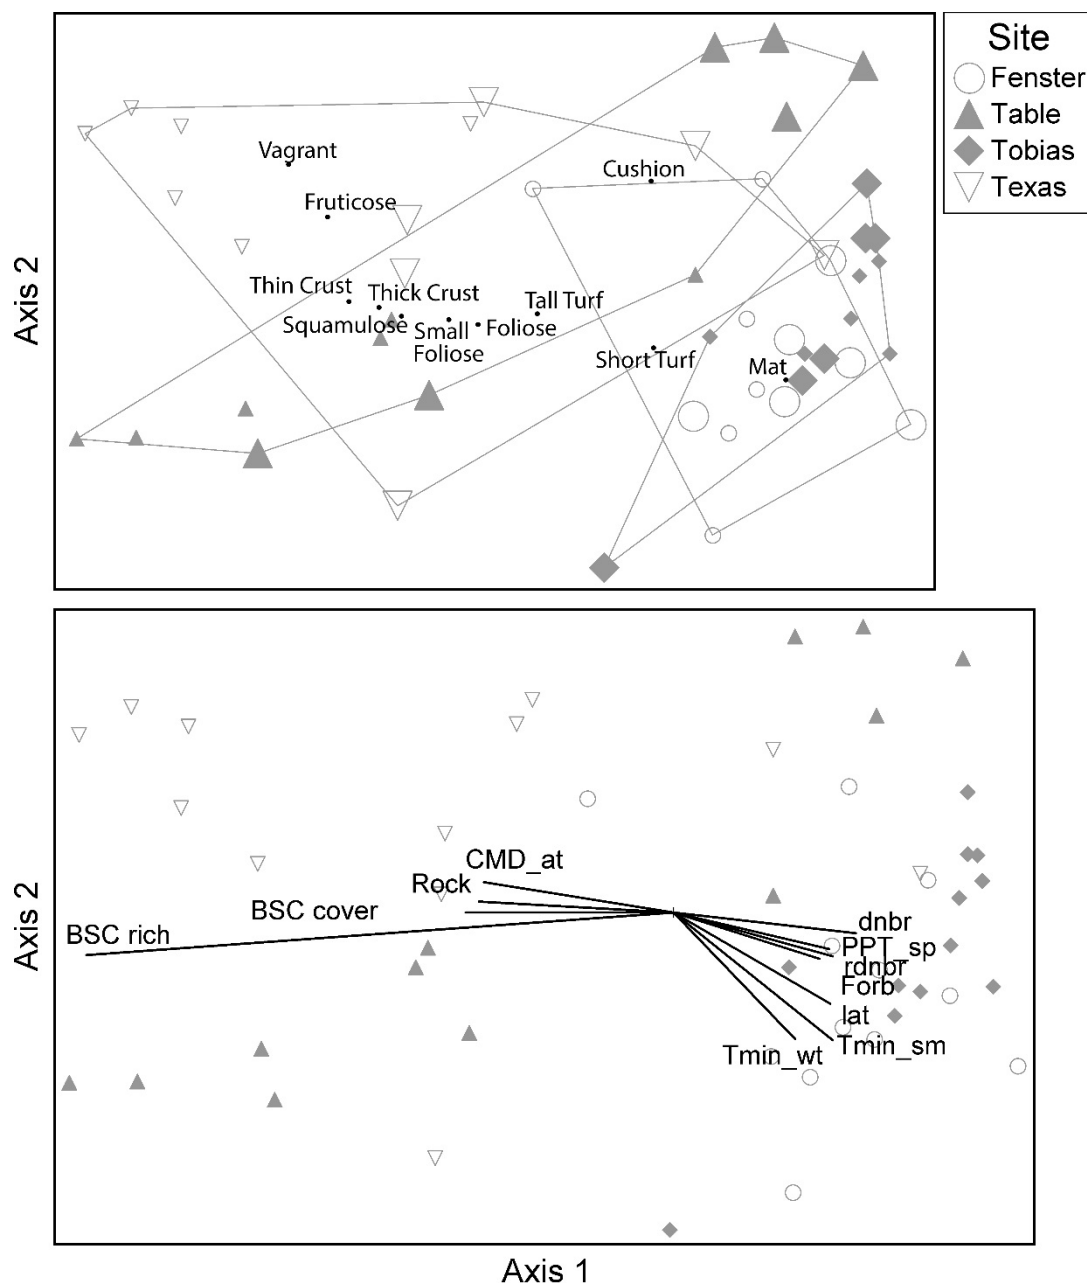 Site
Fenster
Table
Tobias
Texas
Vagrant
Cushion
Fruticose
Thin Crust
Thick Crust
Tall Turf
Squamulose
Small
Foliose
Foliose
Short Turf
Mat
Axis 2
CMD_at
Rock
BSC cover
BSC rich
dnbr
PPT_sp
rdnbr
Forb
lat
Tmin_wt
Tmin_sm
Axis 2
Axis 1